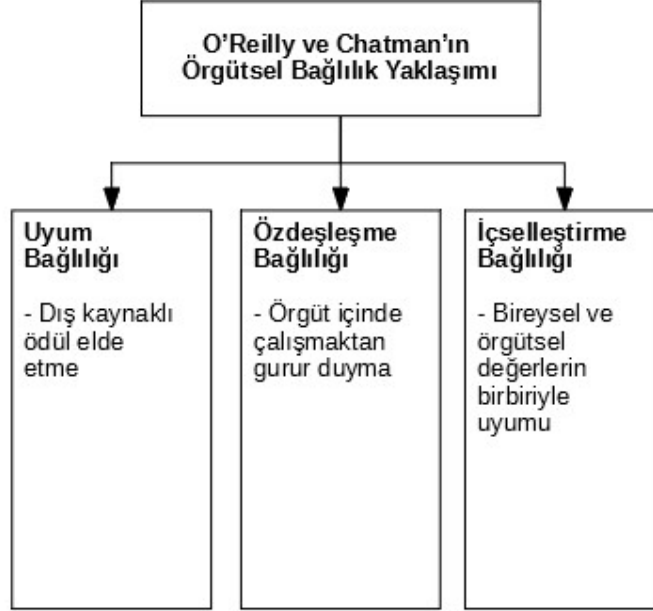 O’Reilly ve Chatman’ın
Örgütsel Bağlılık Yaklaşımı
Uyum
Bağlılığı
- Dış kaynaklı
ödül elde
etme
Özdeşleşme
Bağlılığı
- Örgüt içinde
çalışmaktan
gurur duyma
İçselleştirme
Bağlılığı
- Bireysel ve
örgütsel
değerlerin
birbiriyle
uyumu